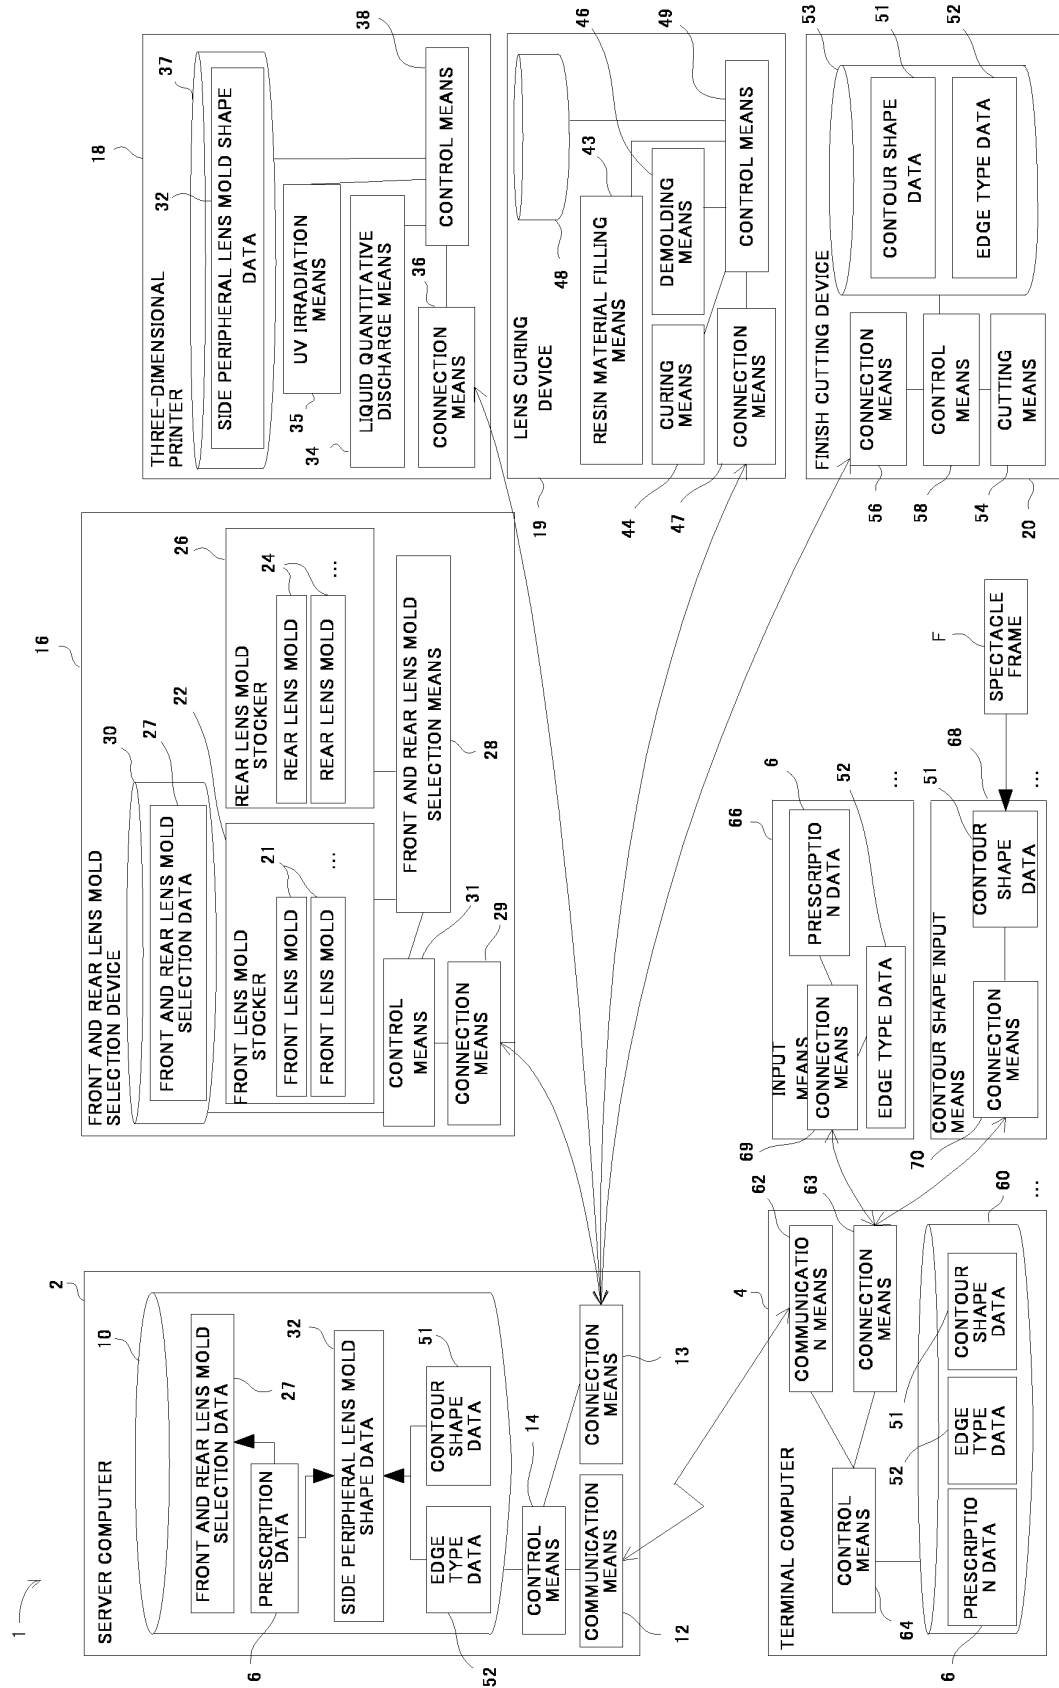 1
SERVER COMPUTER
2
10
FRONT AND REAR LENS MOLD
SELECTION DATA
27
PRESCRIPTION
DATA
6
32
SIDE PERIPHERAL LENS MOLD
SHAPE DATA
51
CONTOUR
SHAPE
DATA
EDGE
TYPE
DATA
52
14
CONTROL
MEANS
COMMUNICATION
MEANS
12
CONNECTION
MEANS
13
FRONT AND REAR LENS MOLD
SELECTION DEVICE
16
30
27
FRONT AND REAR LENS MOLD
SELECTION DATA
22
FRONT LENS MOLD
STOCKER
21
FRONT LENS MOLD
FRONT LENS MOLD
...
26
REAR LENS MOLD
STOCKER
24
REAR LENS MOLD
REAR LENS MOLD
...
FRONT AND REAR LENS MOLD
SELECTION MEANS
28
31
CONTROL
MEANS
CONNECTION
MEANS
29
THREE-DIMENSIONAL
PRINTER
18
37
32
SIDE PERIPHERAL LENS MOLD SHAPE
DATA
UV IRRADIATION
MEANS
35
LIQUID QUANTITATIVE
DISCHARGE MEANS
34
36
CONNECTION
MEANS
CONTROL MEANS
38
LENS CURING
DEVICE
19
48
RESIN MATERIAL FILLING
MEANS
43
46
CURING
MEANS
44
DEMOLDING
MEANS
CONNECTION
MEANS
47
CONTROL MEANS
49
FINISH CUTTING DEVICE
20
53
51
CONTOUR SHAPE
DATA
52
EDGE TYPE DATA
CONNECTION
MEANS
56
CONTROL
MEANS
58
CUTTING
MEANS
54
TERMINAL COMPUTER
4
62
COMMUNICATIO
N MEANS
63
CONNECTION
MEANS
CONTROL
MEANS
64
60
PRESCRIPTIO
N DATA
6
EDGE
TYPE
DATA
52
CONTOUR
SHAPE
DATA
51
...
INPUT
MEANS
66
CONNECTION
MEANS
69
PRESCRIPTIO
N DATA
6
EDGE TYPE DATA
52
...
CONTOUR SHAPE INPUT
MEANS
68
CONNECTION
MEANS
70
CONTOUR
SHAPE
DATA
51
...
F
SPECTACLE
FRAME